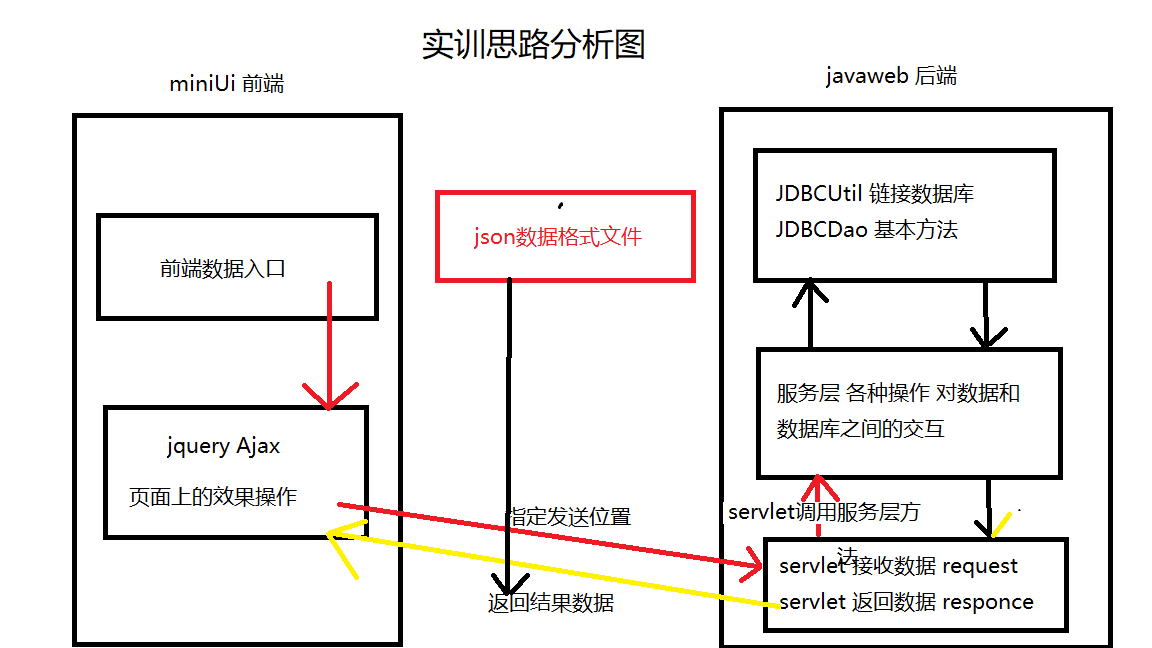 实训思路分析图
miniUi 前端
javaweb 后端
前端数据入口
jquery Ajax
页面上的效果操作
json数据格式文件
指定发送位置
返回结果数据
JDBCUtil 链接数据库
JDBCDao 基本方法
服务层 各种操作 对数据和
数据库之间的交互
servlet调用服务层方
法
servlet 接收数据 request
servlet 返回数据 responce